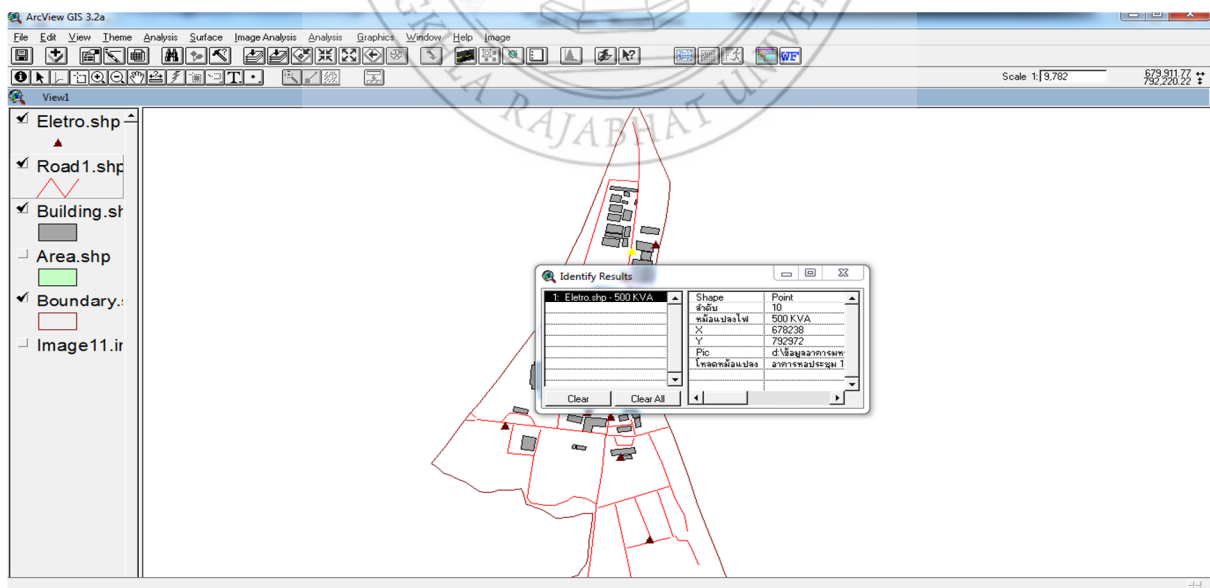 ArcView GIS 3.2a
File Edit View Theme Analysis Surface Image Analysis Analysis Graphics Window Help Image
WF
Scale 1: 9,782
679,911.77
792,220.22
View1
Eletro.shp
Road1.shp
Building.sh
Area.shp
Boundary.s
Image11.im
GKLA RAJABHAT UNIVERS
Identify Results
1: Eletro.shp - 500 KVA
Shape Point
ลำดับ 10
หม้อแปลงไฟ 500 KVA
X 678238
Y 792972
Pic d:\ข้อมูลอาคารมห
โหลดหม้อแปลง อาคารหอประชุม 1
Clear Clear All